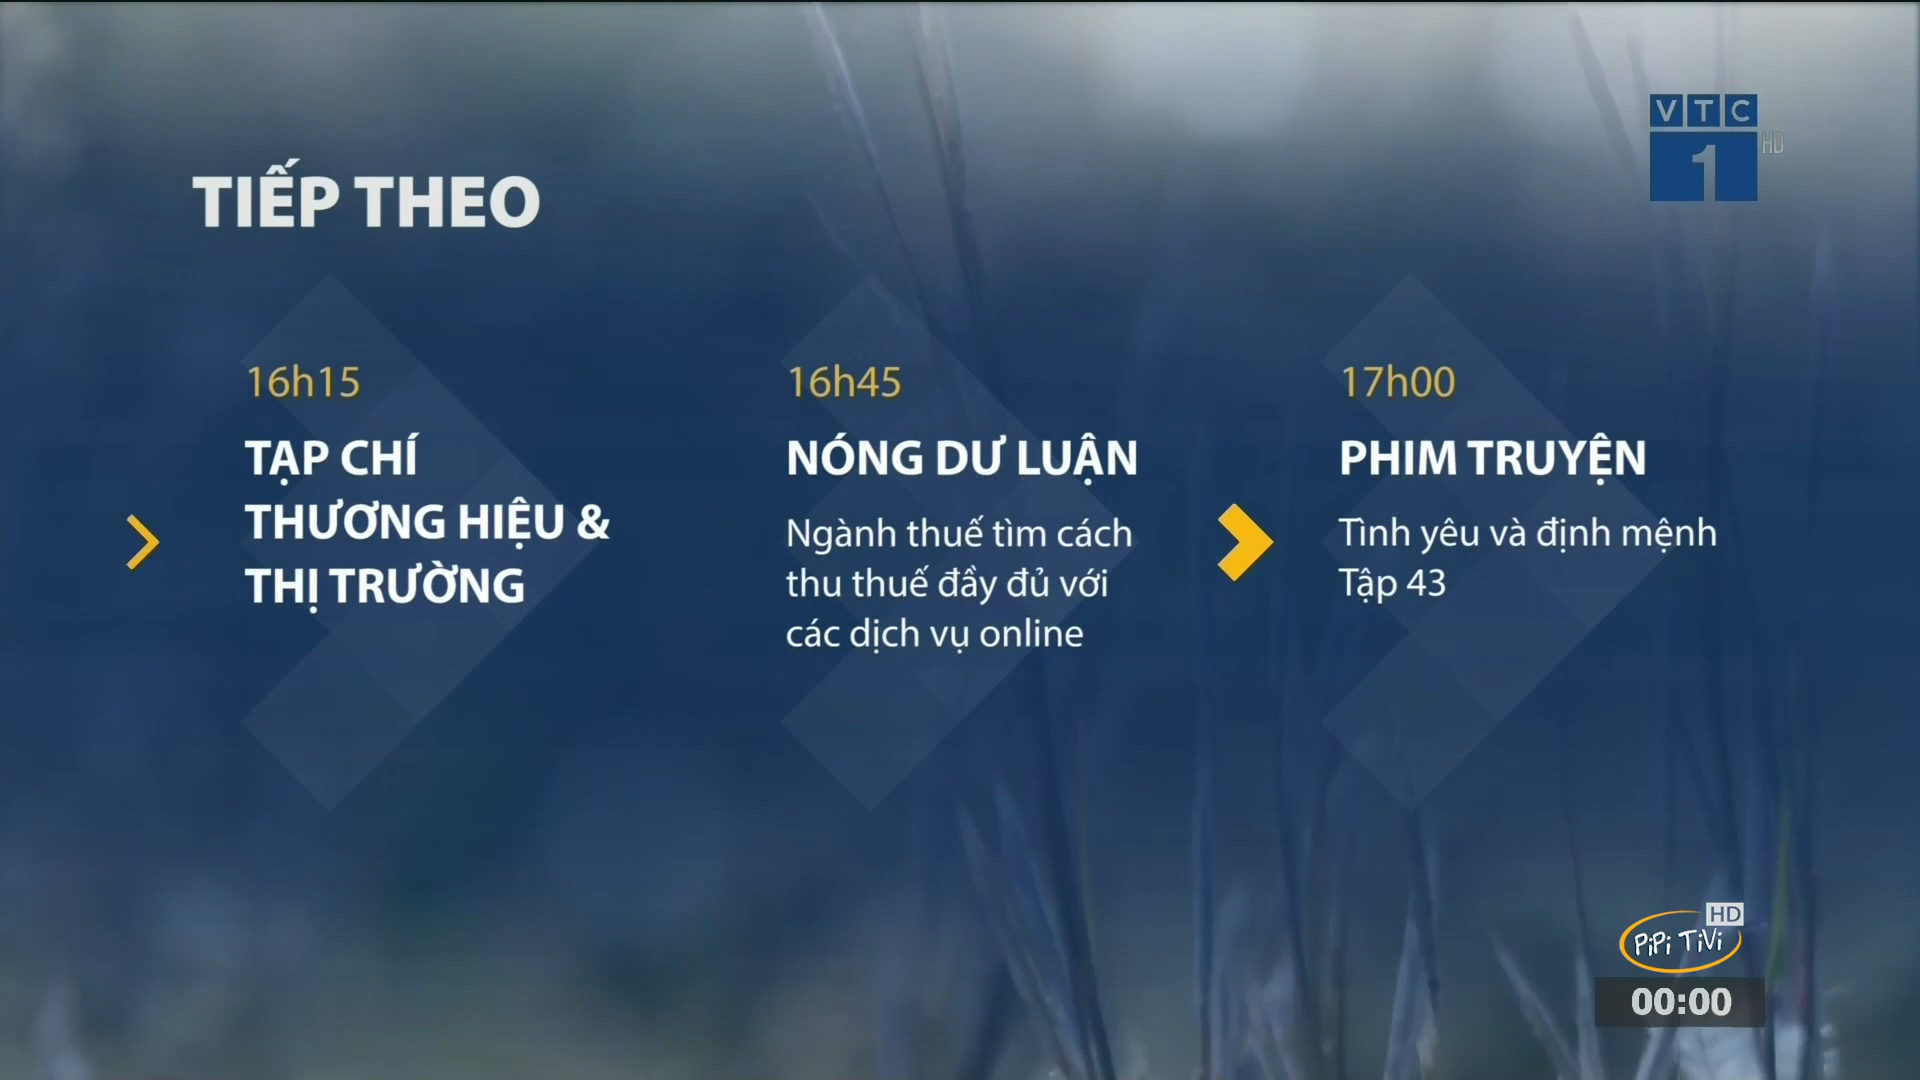 VTC
1
HD
TIẾP THEO
16h15
TẠP CHÍ
THƯƠNG HIỆU &
THỊ TRƯỜNG
16h45
NÓNG DƯ LUẬN
Ngành thuế tìm cách
thu thuế đầy đủ với
các dịch vụ online
17h00
PHIM TRUYỆN
Tình yêu và định mệnh
Tập 43
HD
PiPi TiVi
00:00